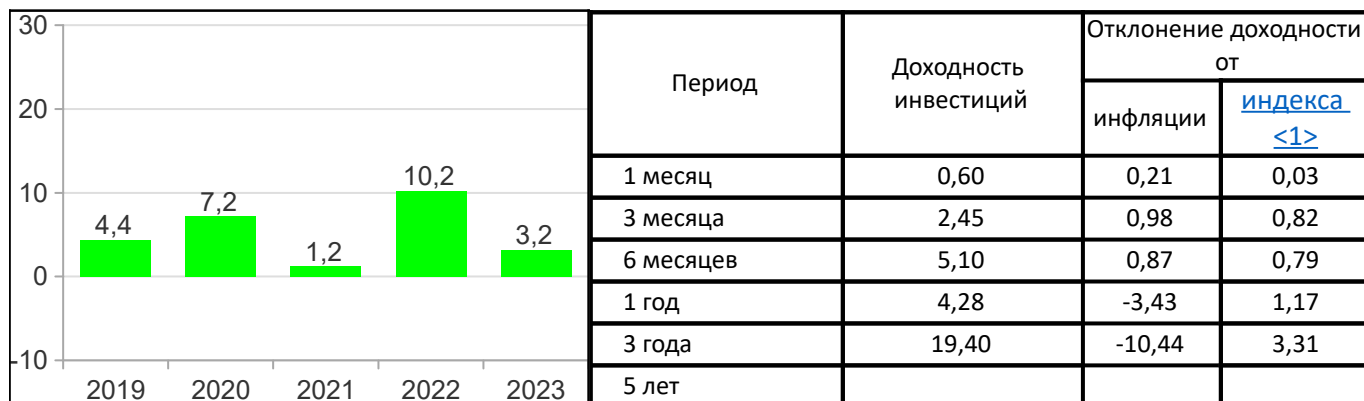 30
20
10
0
-10
4,4
7,2
1,2
10,2
3,2
2019 2020 2021 2022 2023
Период
Доходность
инвестиций
Отклонение доходности
от
инфляции
индекса
<1>
1 месяц 0,60 0,21 0,03
3 месяца 2,45 0,98 0,82
6 месяцев 5,10 0,87 0,79
1 год 4,28 -3,43 1,17
3 года 19,40 -10,44 3,31
5 лет